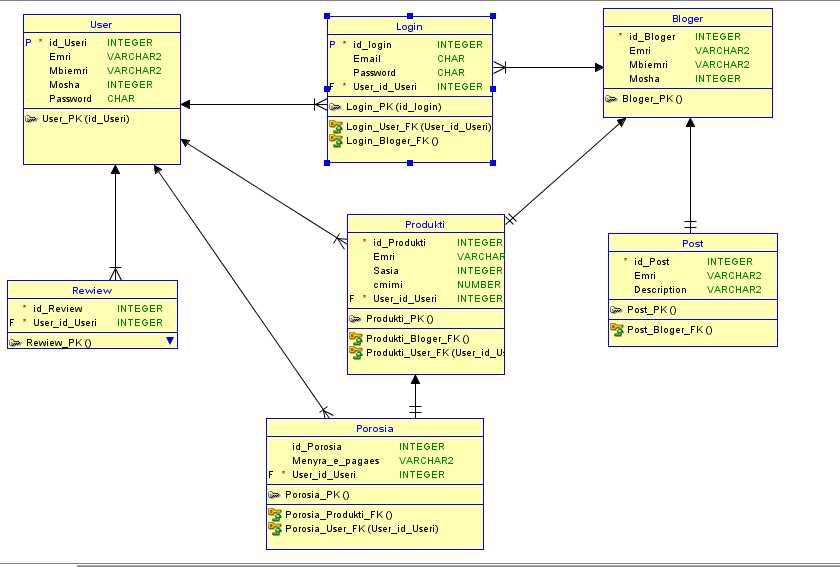 User
P * id_Useri INTEGER
Emri VARCHAR2
Mbiemri VARCHAR2
Mosha INTEGER
Password CHAR
User_PK (id_Useri)
Login
P * id_login INTEGER
Email CHAR
Password CHAR
F * User_id_Useri INTEGER
Login_PK (id_login)
Login_User_FK (User_id_Useri)
Login_Bloger_FK ()
Bloger
* id_Bloger INTEGER
Emri VARCHAR2
Mbiemri VARCHAR2
Mosha INTEGER
Bloger_PK ()
Produkti
* id_Produkti INTEGER
Emri VARCHAR
Sasia INTEGER
cmimi NUMBER
F * User_id_Useri INTEGER
Produkti_PK ()
Produkti_Bloger_FK ()
Produkti_User_FK (User_id_Us
Post
* id_Post INTEGER
Emri VARCHAR2
Description VARCHAR2
Post_PK ()
Post_Bloger_FK ()
Rewiew
* id_Review INTEGER
F * User_id_Useri INTEGER
Rewiew_PK ()
Porosia
id_Porosia INTEGER
Menyra_e_pagaes VARCHAR2
F * User_id_Useri INTEGER
Porosia_PK ()
Porosia_Produkti_FK ()
Porosia_User_FK (User_id_Useri)